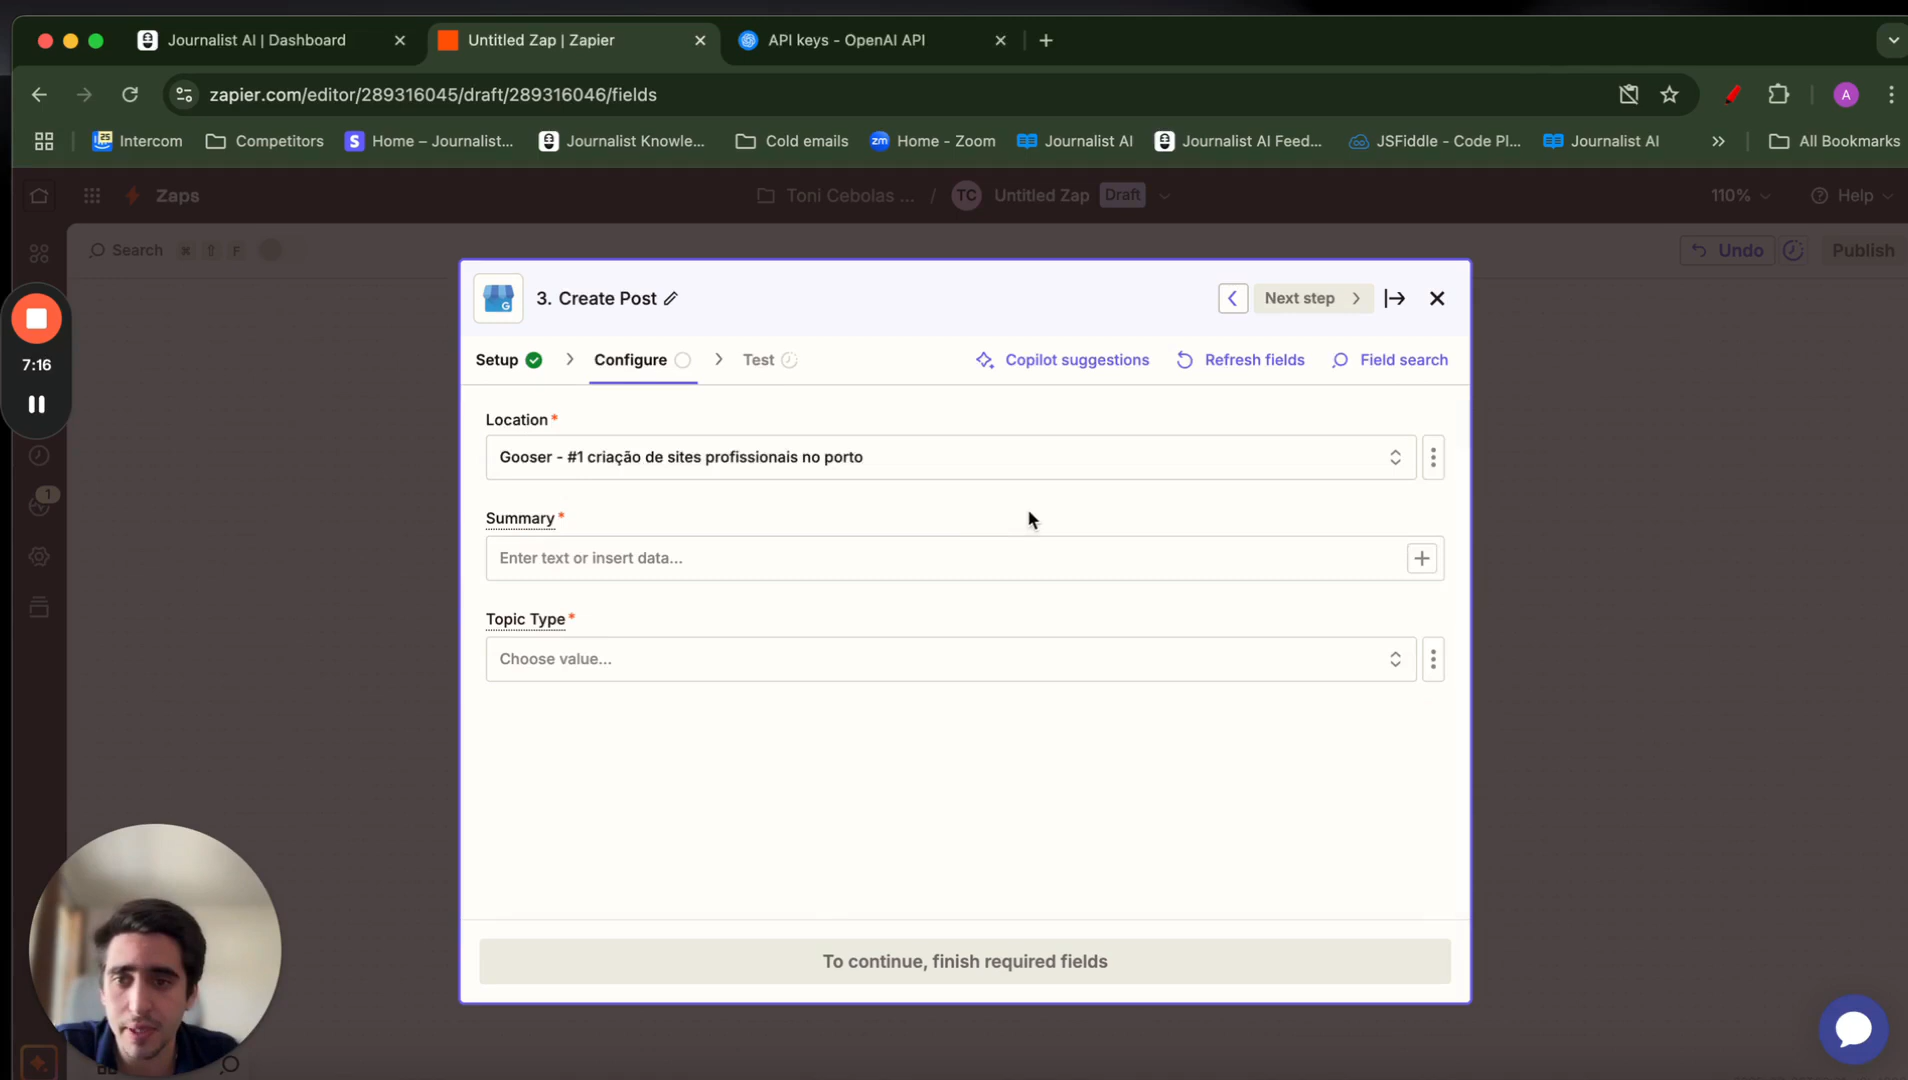 Journalist AI | Dashboard
Untitled Zap | Zapier
API keys - OpenAI API
zapier.com/editor/289316045/draft/289316046/fields
A
Intercom
Competitors
Home – Journalist...
Journalist Knowle...
Cold emails
zm Home - Zoom
Journalist AI
Journalist AI Feed...
JSFiddle - Code Pl...
Journalist AI
All Bookmarks
Zaps
Toni Cebolas ... / TC Untitled Zap Draft
110%
Help
Search ⌘ ⇧ F
Undo
Publish
7:16
1
3. Create Post
Next step
Setup
Configure
Test
Copilot suggestions
Refresh fields
Field search
Location*
Gooser - #1 criação de sites profissionais no porto
Summary*
Enter text or insert data...
Topic Type*
Choose value...
To continue, finish required fields